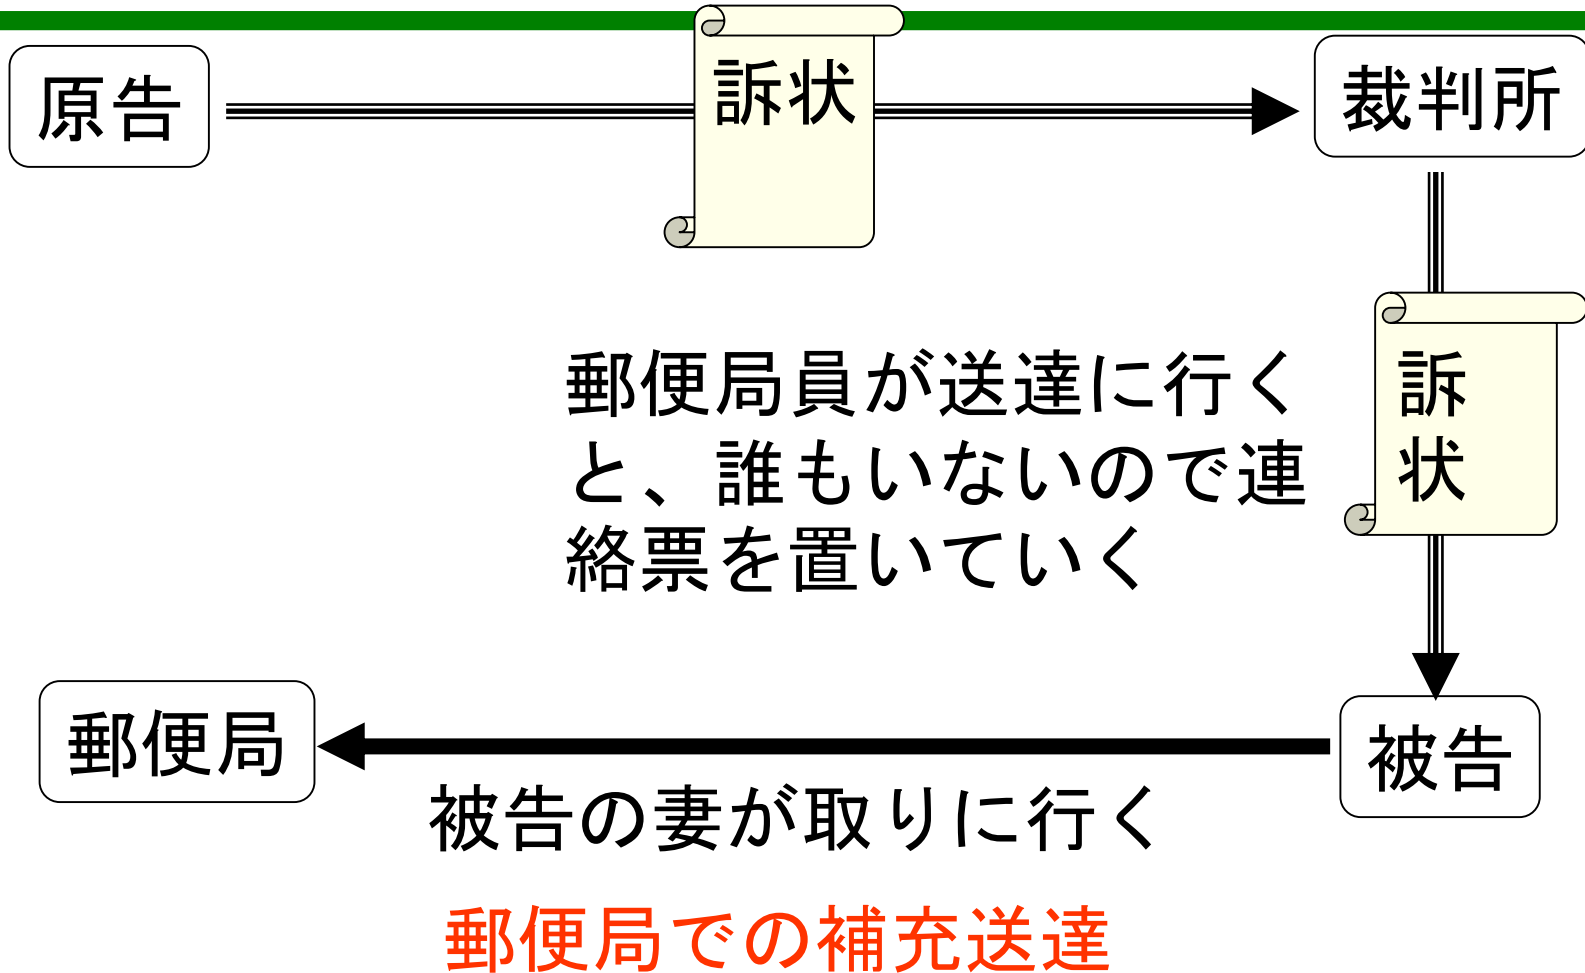 原告
訴状
裁判所
郵便局員が送達に行く
と、誰もいないので連
絡票を置いていく
訴
状
郵便局
被告
被告の妻が取りに行く
郵便局での補充送達